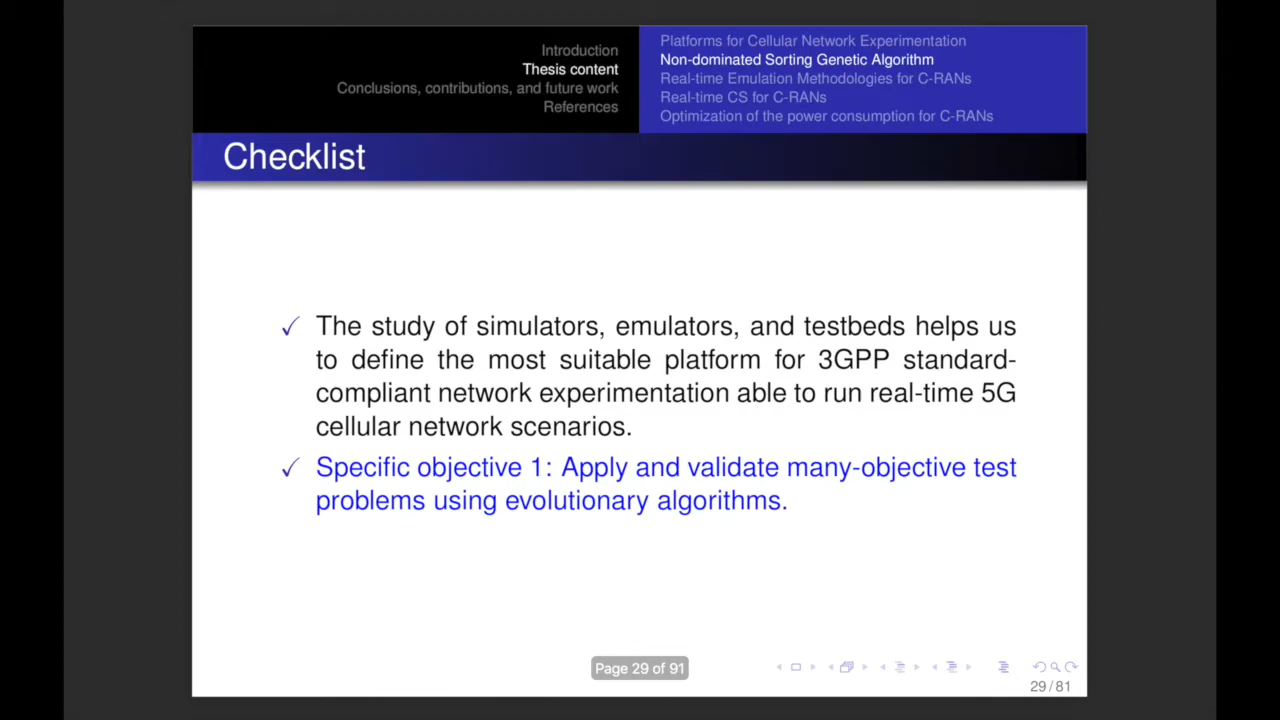 Introduction
Thesis content
Conclusions, contributions, and future work
References
Platforms for Cellular Network Experimentation
Non-dominated Sorting Genetic Algorithm
Real-time Emulation Methodologies for C-RANs
Real-time CS for C-RANs
Optimization of the power consumption for C-RANs
Checklist
✓ The study of simulators, emulators, and testbeds helps us
to define the most suitable platform for 3GPP standard-
compliant network experimentation able to run real-time 5G
cellular network scenarios.
✓ Specific objective 1: Apply and validate many-objective test
problems using evolutionary algorithms.
Page 29 of 91
29/81